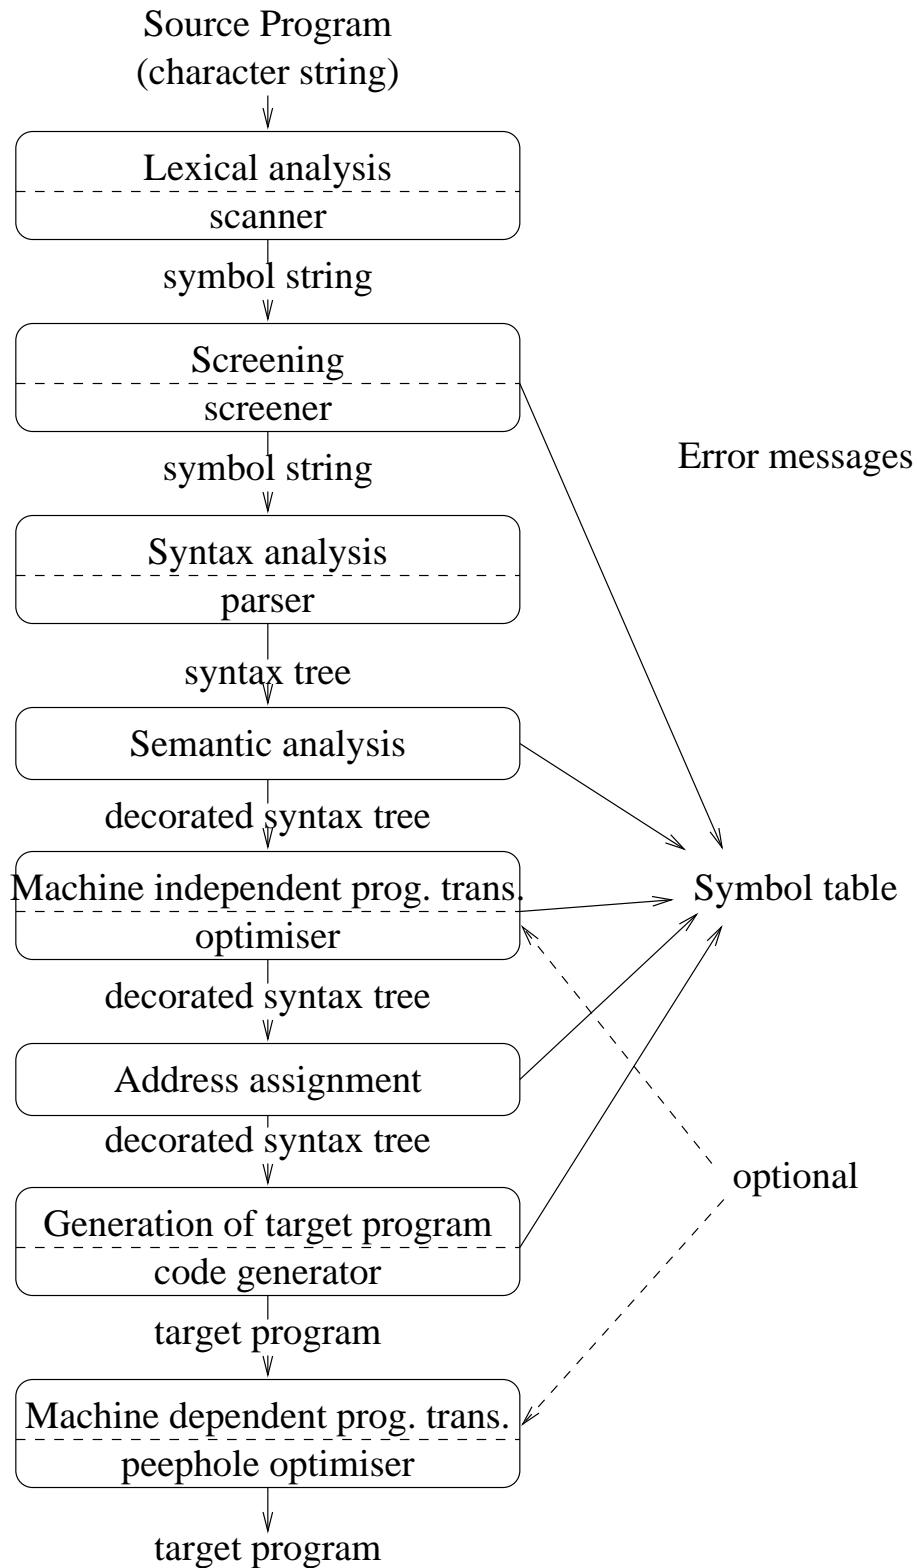 Source Program
(character string)
Lexical analysis
scanner
symbol string
Screening
screener
symbol string
Error messages
Syntax analysis
parser
syntax tree
Semantic analysis
decorated syntax tree
Machine independent prog. trans.
optimiser
Symbol table
decorated syntax tree
Address assignment
decorated syntax tree
optional
Generation of target program
code generator
target program
Machine dependent prog. trans.
peephole optimiser
target program